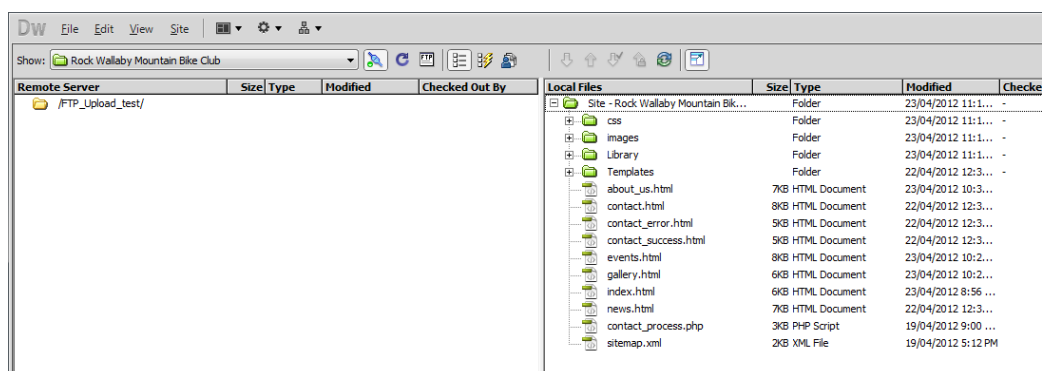 DW File Edit View Site
Show: Rock Wallaby Mountain Bike Club FTP
Remote Server Size Type Modified Checked Out By
/FTP_Upload_test/
Local Files Size Type Modified Checke
Site - Rock Wallaby Mountain Bik... Folder 23/04/2012 11:1... -
css Folder 23/04/2012 11:1... -
images Folder 23/04/2012 11:1... -
Library Folder 23/04/2012 11:1... -
Templates Folder 22/04/2012 12:3... -
about_us.html 7KB HTML Document 23/04/2012 10:3...
contact.html 8KB HTML Document 22/04/2012 12:3...
contact_error.html 5KB HTML Document 22/04/2012 12:3...
contact_success.html 5KB HTML Document 22/04/2012 12:3...
events.html 8KB HTML Document 23/04/2012 10:2...
gallery.html 6KB HTML Document 23/04/2012 10:2...
index.html 6KB HTML Document 23/04/2012 8:56 ...
news.html 7KB HTML Document 22/04/2012 12:3...
contact_process.php 3KB PHP Script 19/04/2012 9:00 ...
sitemap.xml 2KB XML File 19/04/2012 5:12 PM